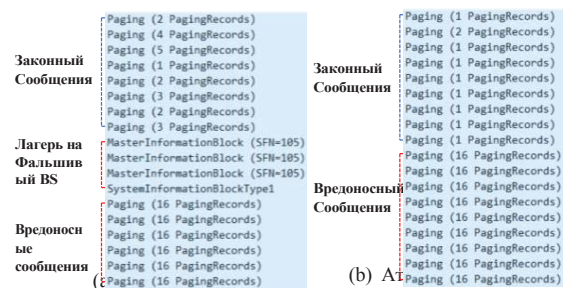 Законный
Сообщения
Paging (2 PagingRecords)
Paging (4 PagingRecords)
Paging (5 PagingRecords)
Paging (1 PagingRecords)
Paging (2 PagingRecords)
Paging (3 PagingRecords)
Paging (2 PagingRecords)
Paging (3 PagingRecords)
Лагерь на
Фальшив
ый BS
MasterInformationBlock (SFN=105)
MasterInformationBlock (SFN=105)
MasterInformationBlock (SFN=105)
SystemInformationBlockType1
Вредоносн
ые
сообщения
Paging (16 PagingRecords)
Paging (16 PagingRecords)
Paging (16 PagingRecords)
Paging (16 PagingRecords)
Paging (16 PagingRecords)
Paging (16 PagingRecords)
Законный
Сообщения
Paging (1 PagingRecords)
Paging (2 PagingRecords)
Paging (1 PagingRecords)
Paging (1 PagingRecords)
Paging (1 PagingRecords)
Paging (1 PagingRecords)
Paging (1 PagingRecords)
Paging (1 PagingRecords)
Paging (1 PagingRecords)
Вредоносный
Сообщения
Paging (16 PagingRecords)
Paging (16 PagingRecords)
Paging (16 PagingRecords)
Paging (16 PagingRecords)
Paging (16 PagingRecords)
Paging (16 PagingRecords)
Paging (16 PagingRecords)
Paging (16 PagingRecords)
Paging (16 PagingRecords)
(b)